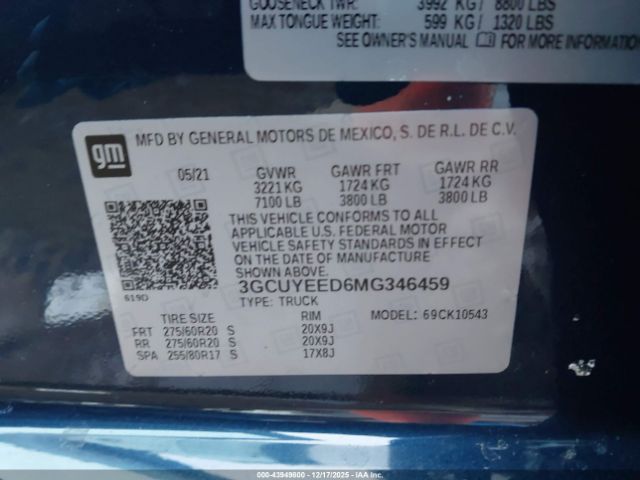 GOOSENECK TWR: 3992 KG / 8800 LBS
MAX TONGUE WEIGHT: 599 KG / 1320 LBS
SEE OWNER'S MANUAL FOR MORE INFORMATION
gm
MFD BY GENERAL MOTORS DE MEXICO, S. DE R.L. DE C.V.
05/21 GVWR GAWR FRT GAWR RR
3221 KG 1724 KG 1724 KG
7100 LB 3800 LB 3800 LB
THIS VEHICLE CONFORMS TO ALL
APPLICABLE U.S. FEDERAL MOTOR
VEHICLE SAFETY STANDARDS IN EFFECT
ON THE DATE OF MANUFACTURE
SHOWN ABOVE.
619D
3GCUYEED6MG346459
TYPE: TRUCK
TIRE SIZE RIM MODEL: 69CK10543
FRT 275/60R20 S 20X9J
RR 275/60R20 S 20X9J
SPA 255/80R17 S 17X8J
000-43949600 - 12/17/2025 - IAAI.COM